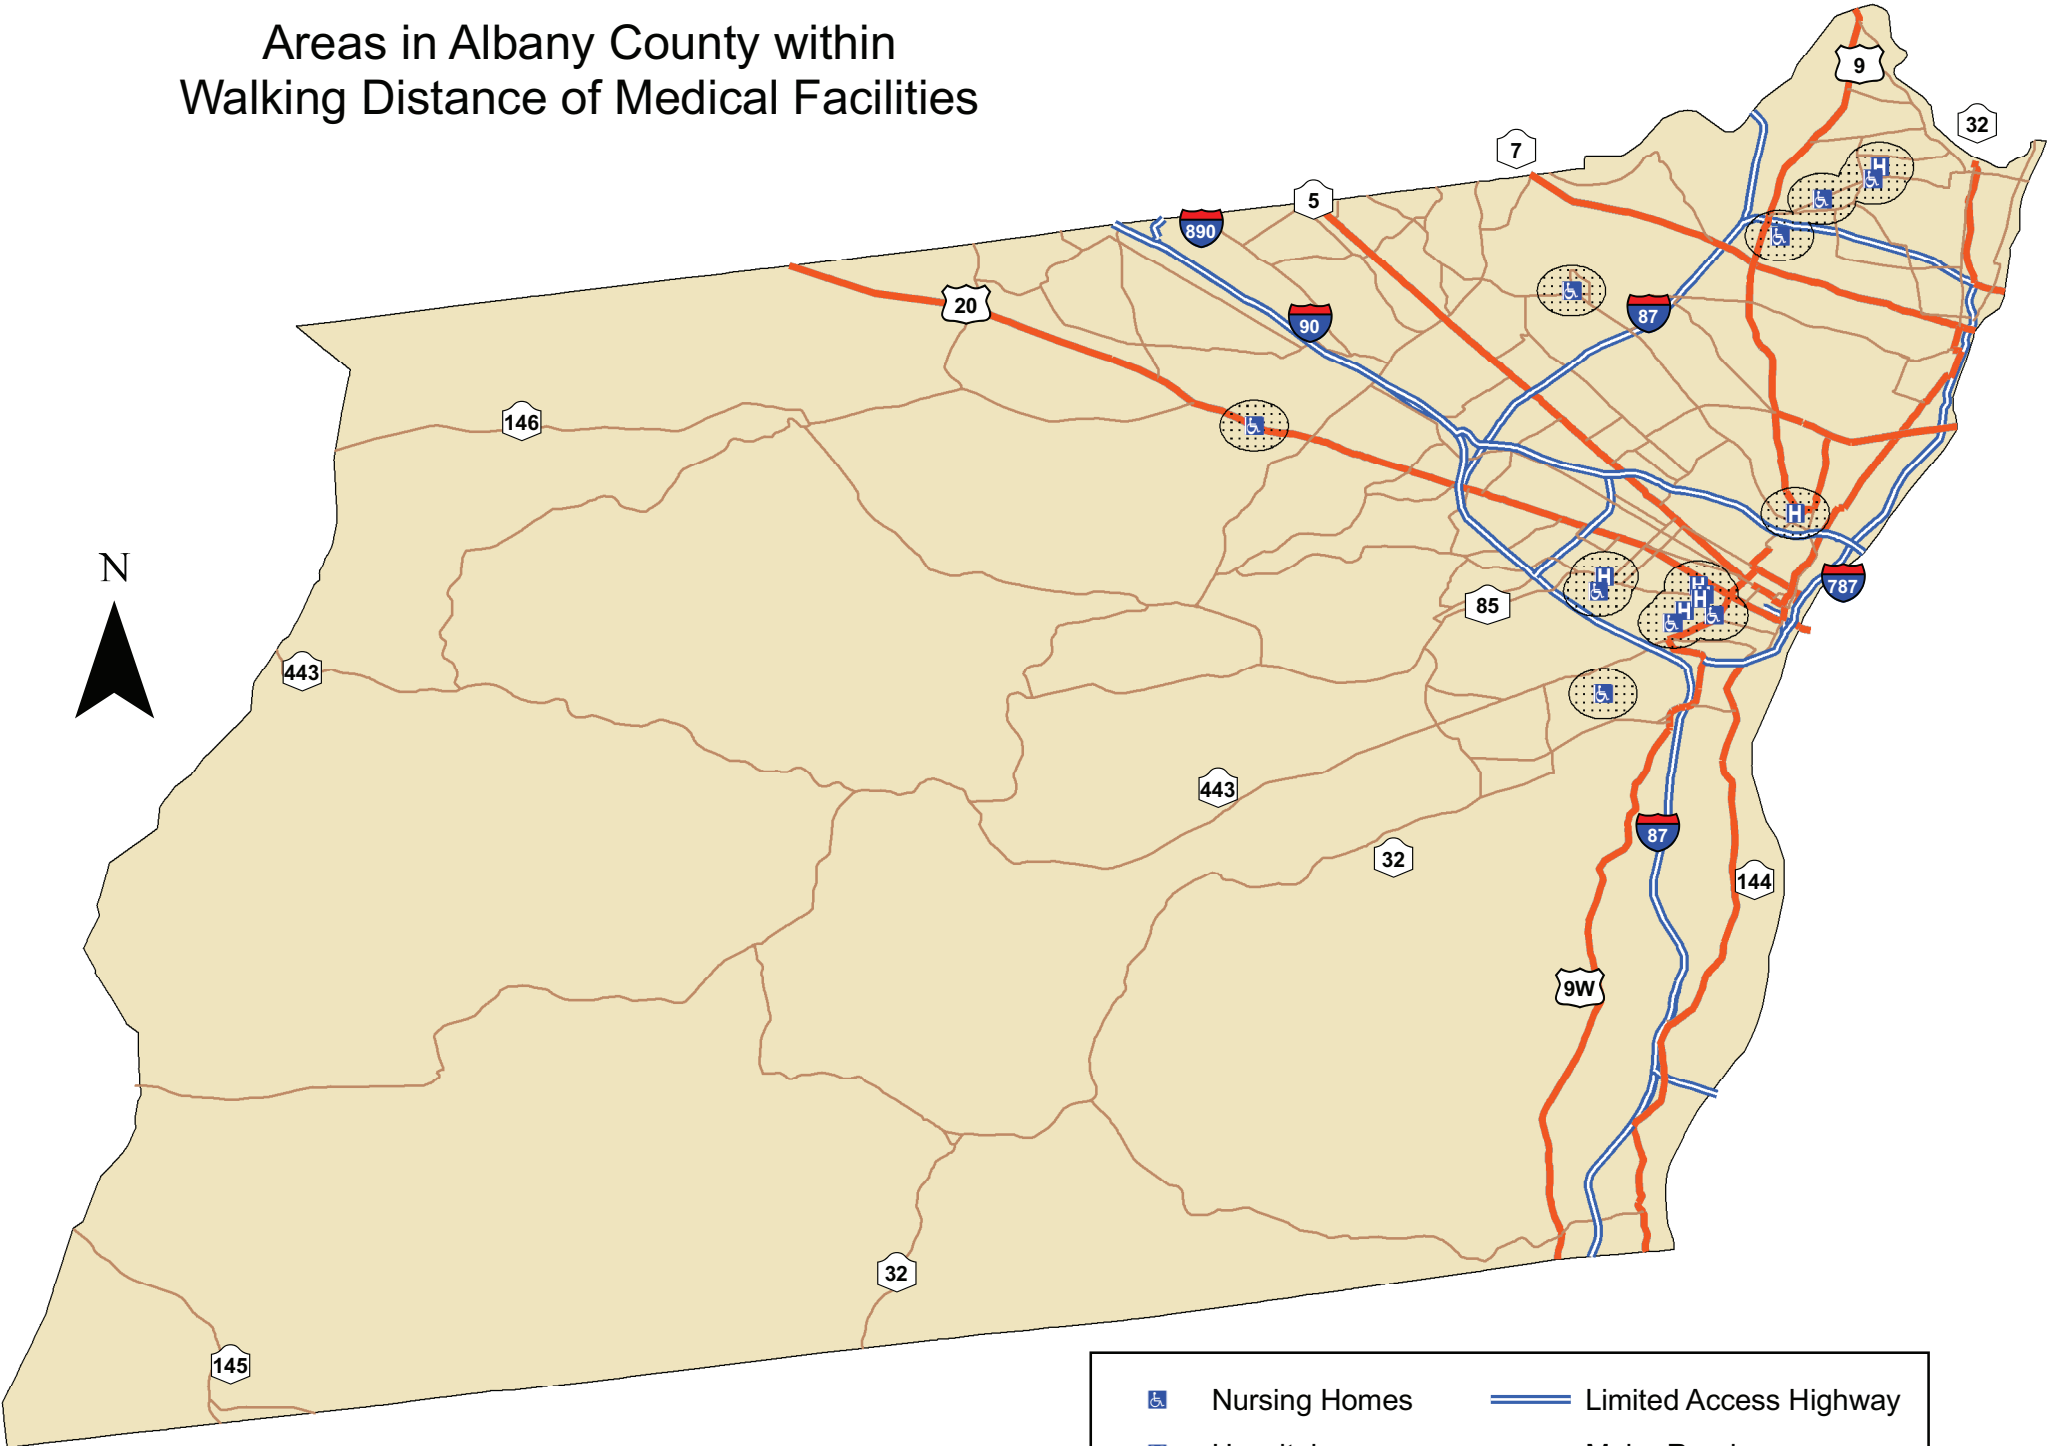 Areas in Albany County within
Walking Distance of Medical Facilities
9
32
7
5
890
20
90
87
146
N
787
85
443
443
87
32
144
9W
32
145
H
H
H
H
H
H
Nursing Homes
Limited Access Highway